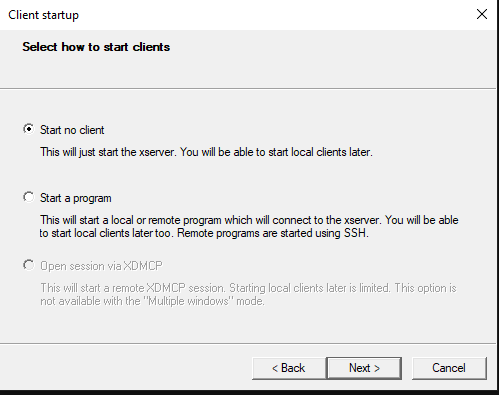 Client startup
Select how to start clients
Start no client
This will just start the xserver. You will be able to start local clients later.
Start a program
This will start a local or remote program which will connect to the xserver. You will be able
to start local clients later too. Remote programs are started using SSH.
Open session via XDMCP
This will start a remote XDMCP session. Starting local clients later is limited. This option is
not available with the "Multiple windows" mode.
< Back Next > Cancel